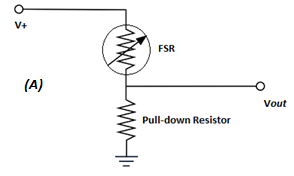 V+
FSR
(A)
Vout
Pull-down Resistor